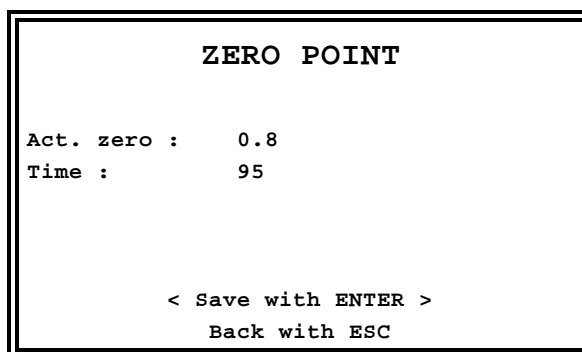 ZERO POINT
Act. zero : 0.8
Time : 95
< Save with ENTER >
Back with ESC